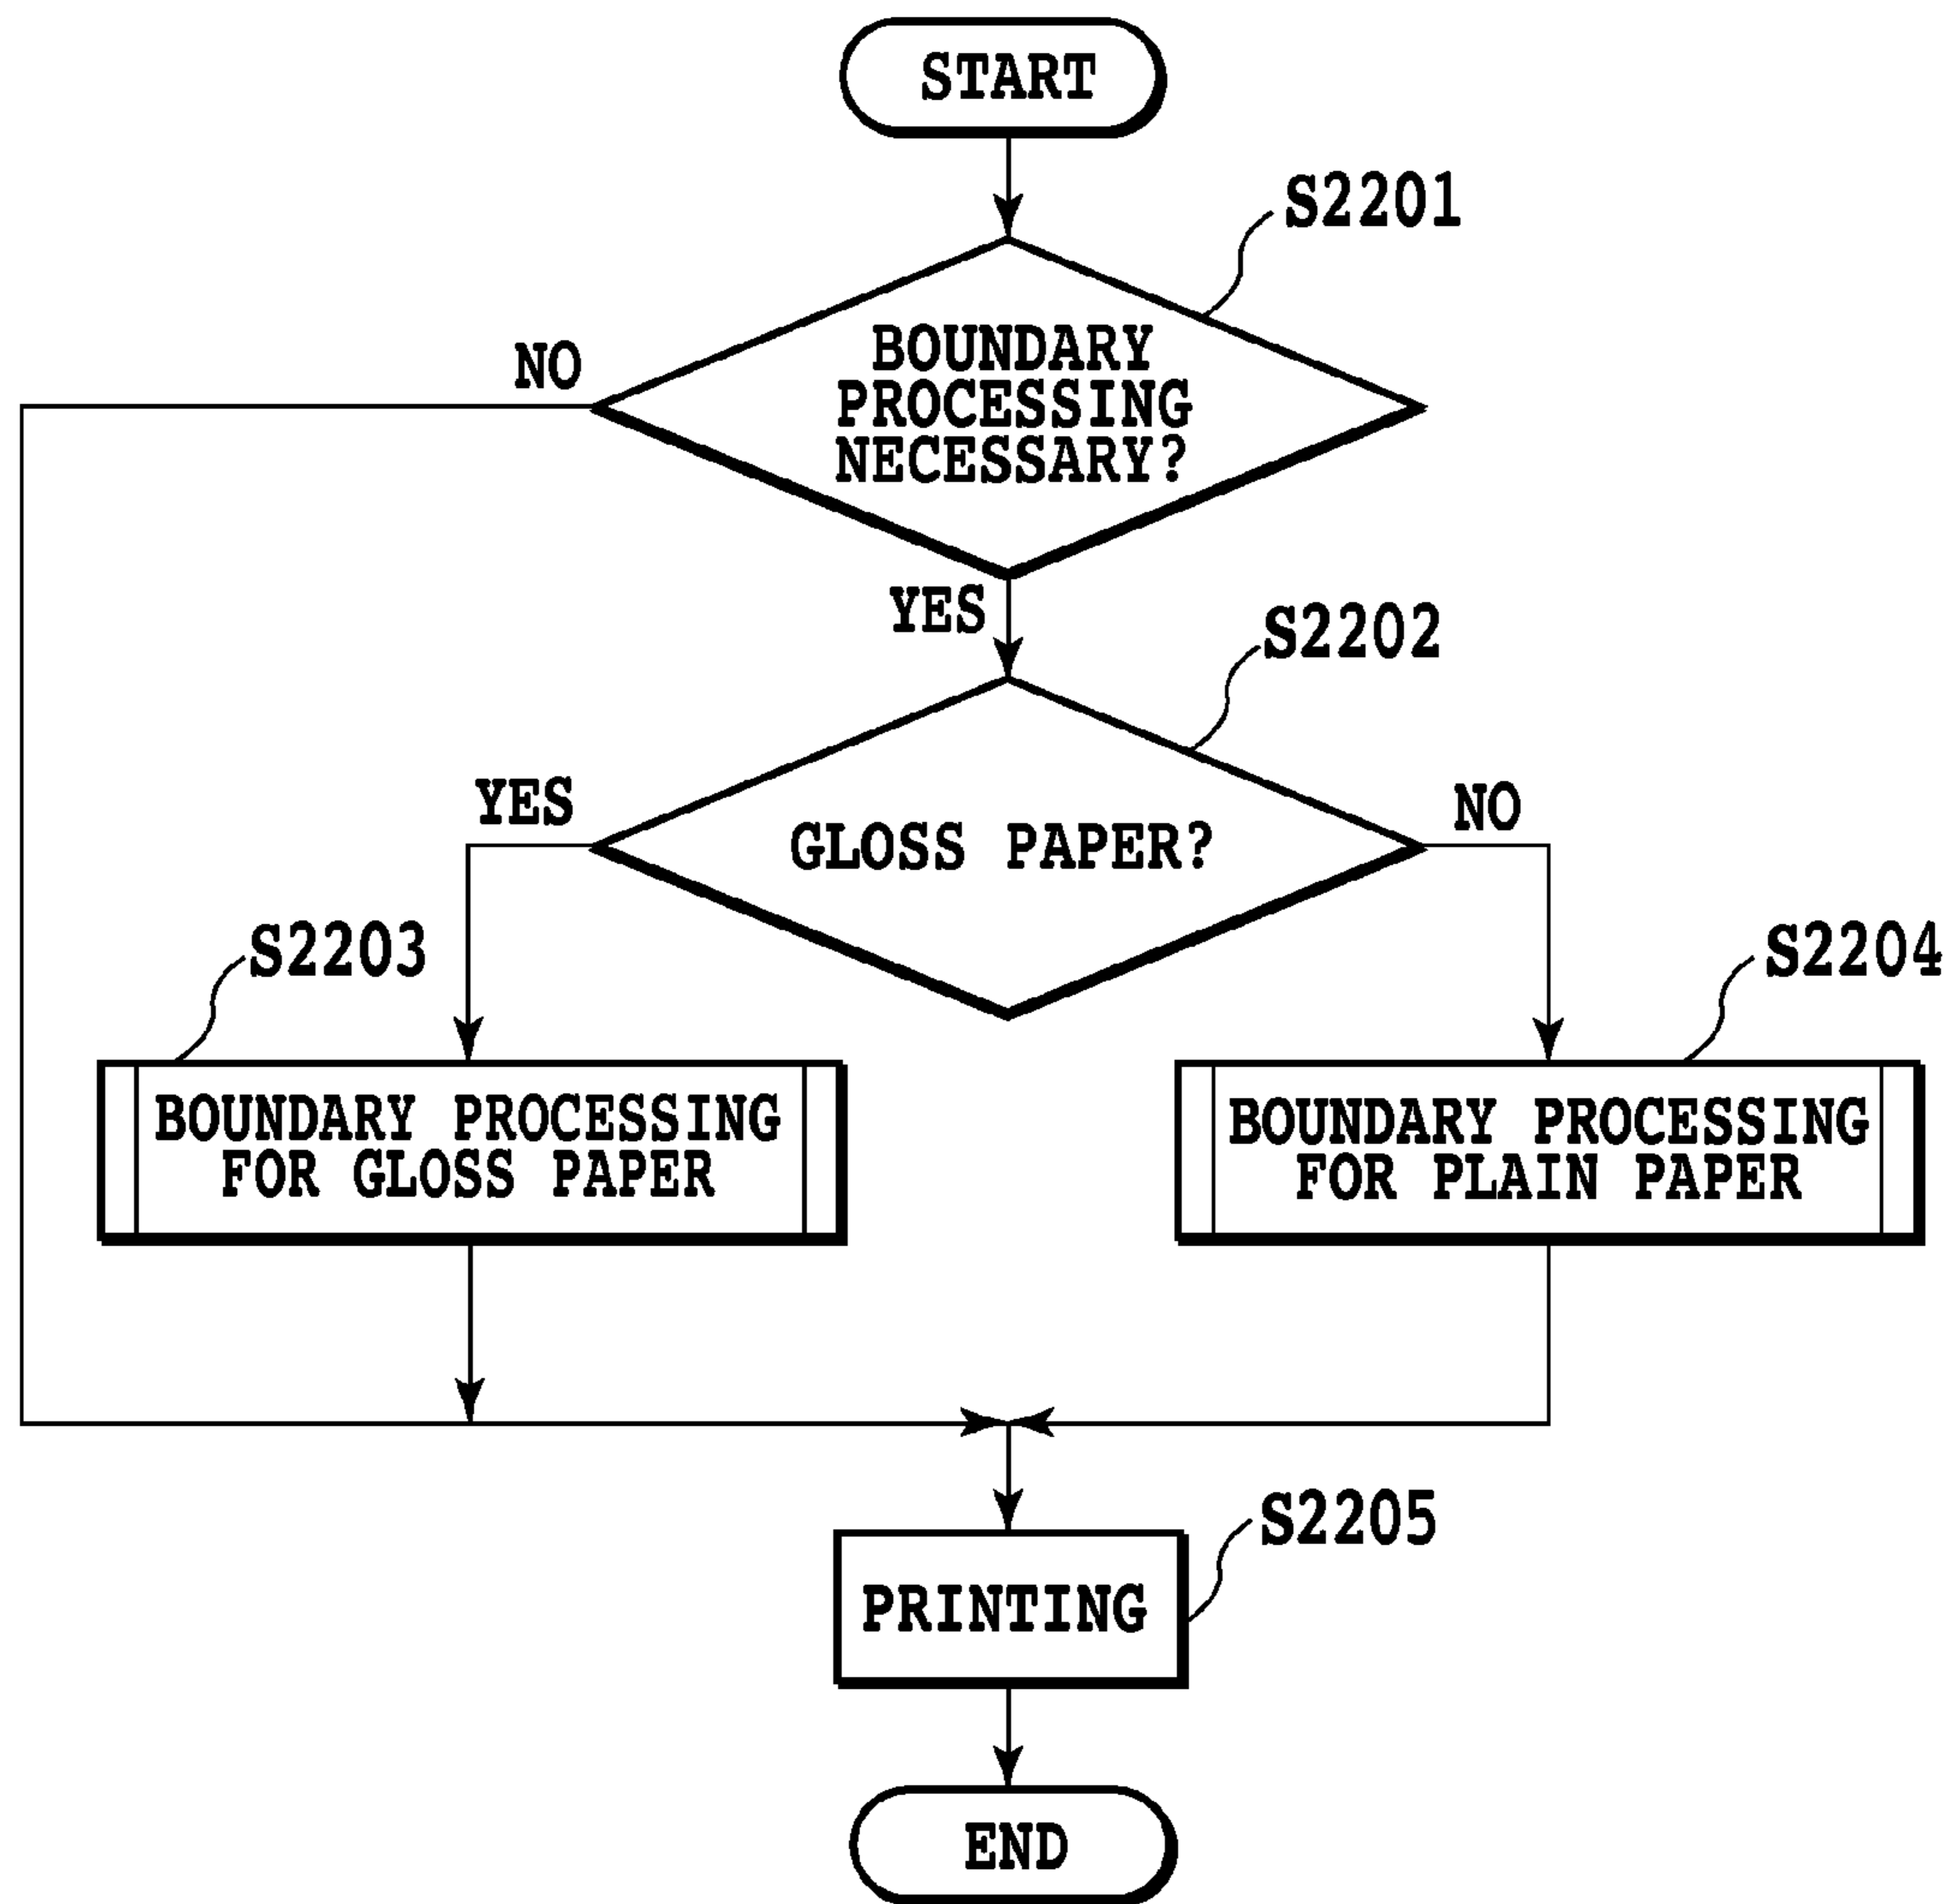 START
S2201
BOUNDARY
PROCESSING
NECESSARY?
NO
YES
S2202
GLOSS PAPER?
YES
NO
S2203
S2204
BOUNDARY PROCESSING
FOR GLOSS PAPER
BOUNDARY PROCESSING
FOR PLAIN PAPER
S2205
PRINTING
END